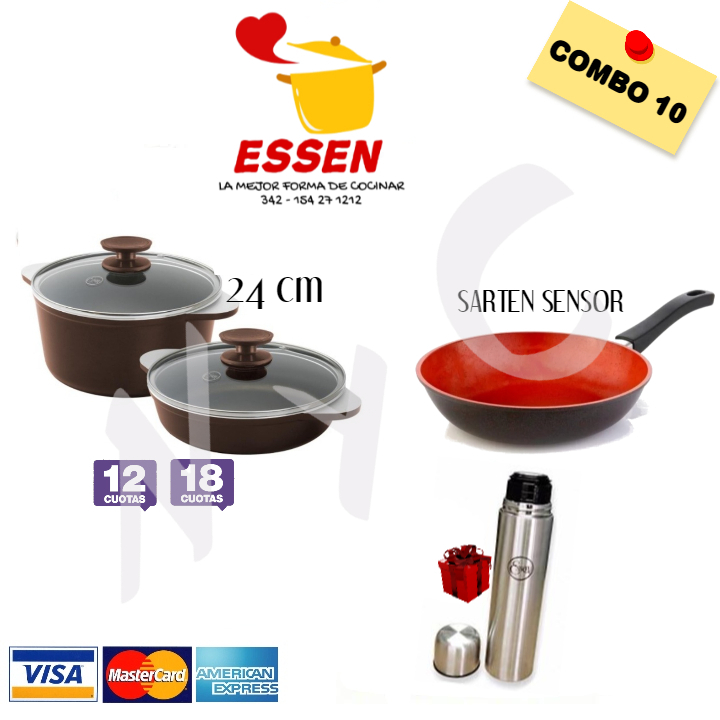 COMBO 10
ESSEN
LA MEJOR FORMA DE COCINAR
342 - 154 27 1212
24 cm
SARTEN SENSOR
12
CUOTAS
18
CUOTAS
VISA
MasterCard
AMERICAN
EXPRESS